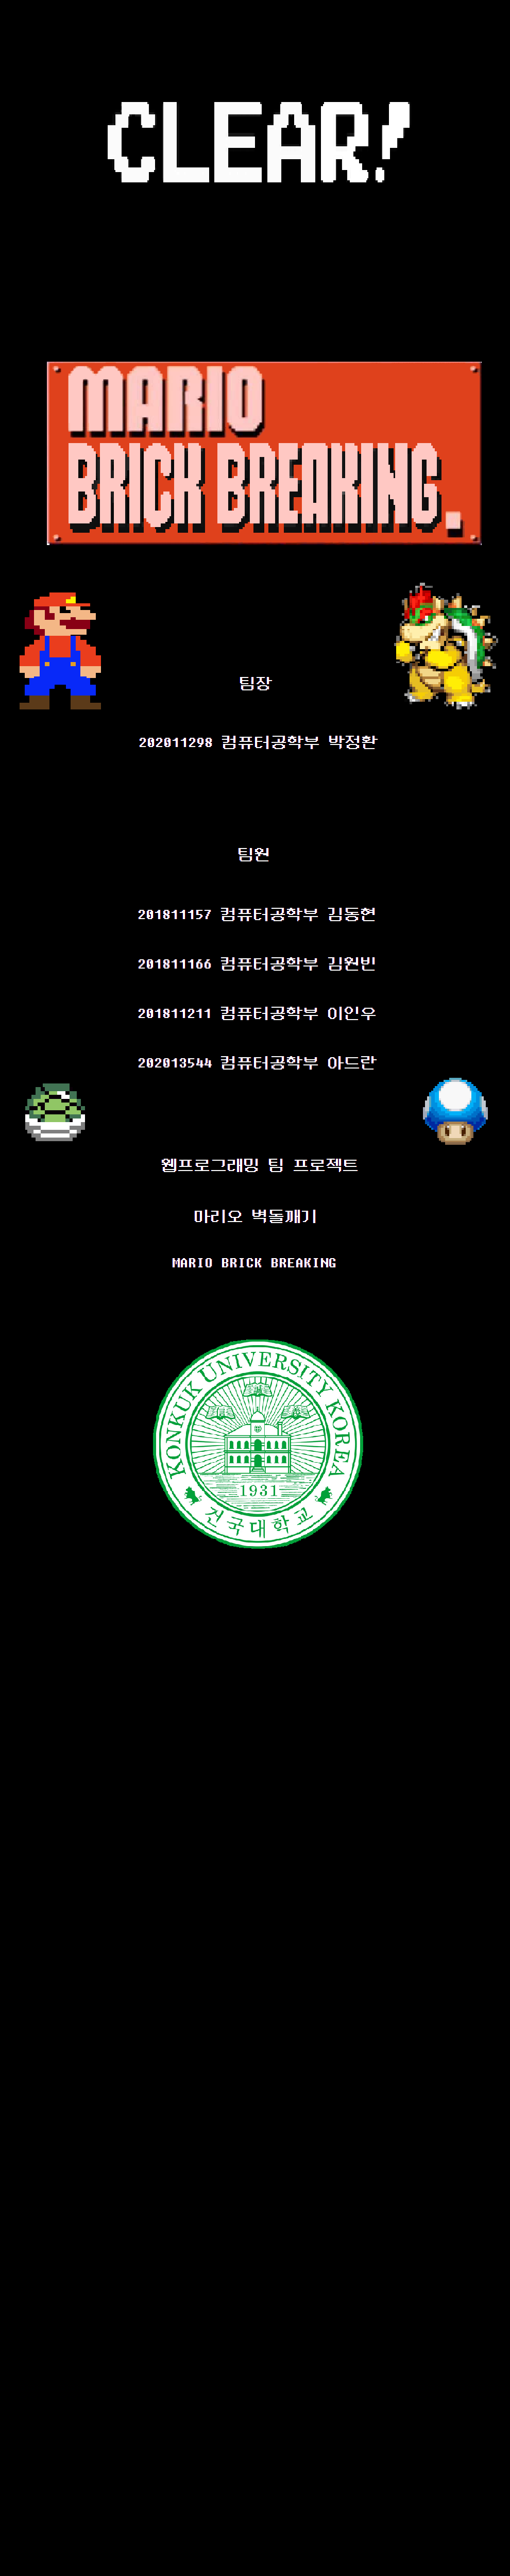 CLEAR!
MARIO
BRICK BREAKING.
팀장
202011298 컴퓨터공학부 박정환
팀원
201811157 컴퓨터공학부 김동현
201811166 컴퓨터공학부 김원빈
201811211 컴퓨터공학부 이인우
202013544 컴퓨터공학부 아드란
웹프로그래밍 팀 프로젝트
마리오 벽돌깨기
MARIO BRICK BREAKING
KONKUK UNIVERSITY KOREA
1931
건국대학교